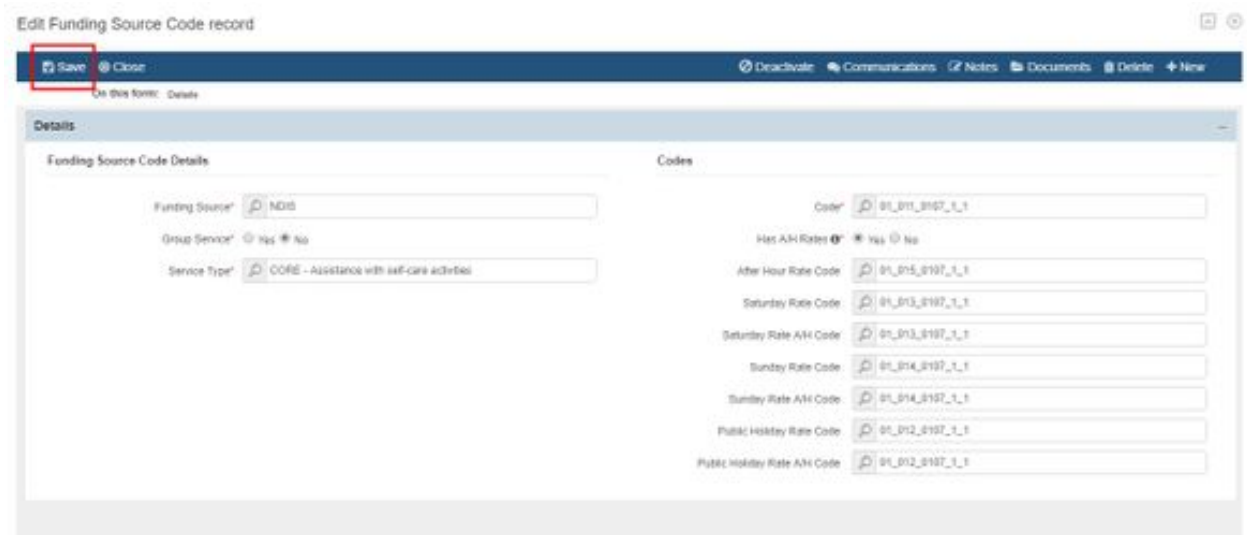 Edit Funding Source Code record
Save Close Deactivate Communications Notes Documents Delete New
On this form: Details
Details
Funding Source Code Details
Codes
Funding Source* NDIS
Code* 01_011_0107_1_1
Group Service* Yes No
Has A/H Rates * Yes No
Service Type* CORE - Assistance with self-care activities
After Hour Rate Code 01_015_0107_1_1
Saturday Rate Code 01_013_0107_1_1
Saturday Rate A/H Code 01_013_0107_1_1
Sunday Rate Code 01_014_0107_1_1
Sunday Rate A/H Code 01_014_0107_1_1
Public Holiday Rate Code 01_012_0107_1_1
Public Holiday Rate A/H Code 01_012_0107_1_1